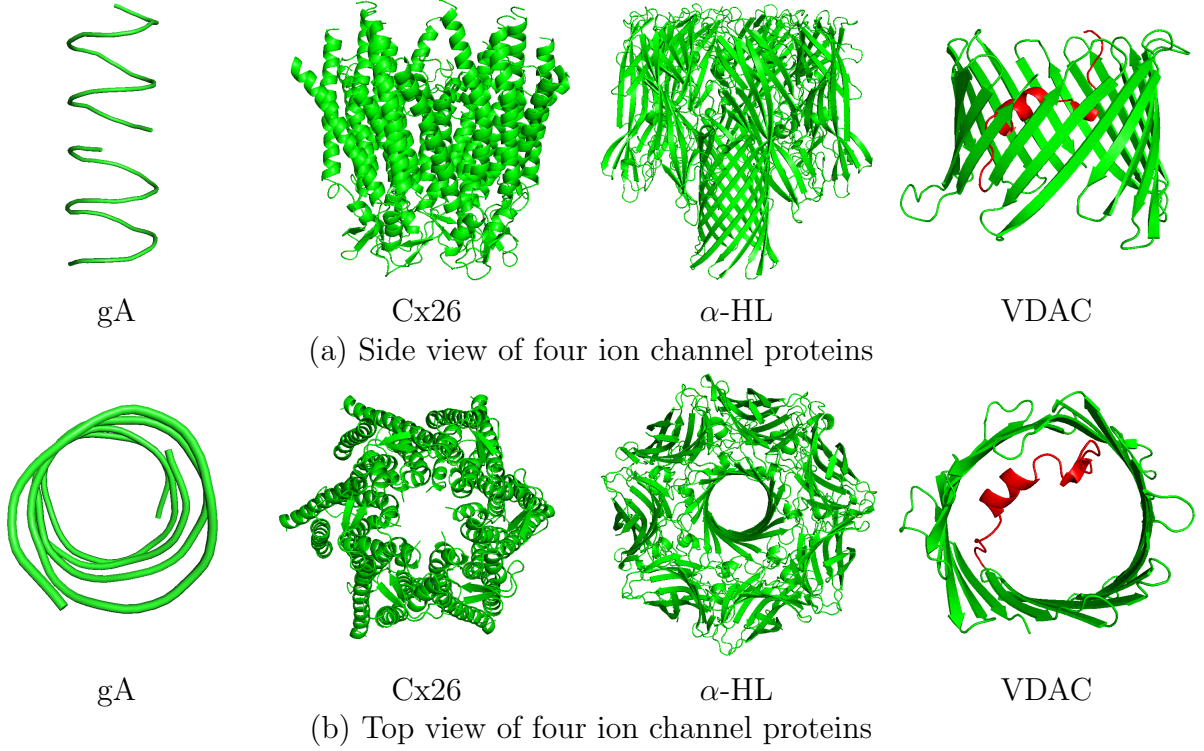 gA Cx26 α-HL VDAC
(a) Side view of four ion channel proteins
gA Cx26 α-HL VDAC
(b) Top view of four ion channel proteins